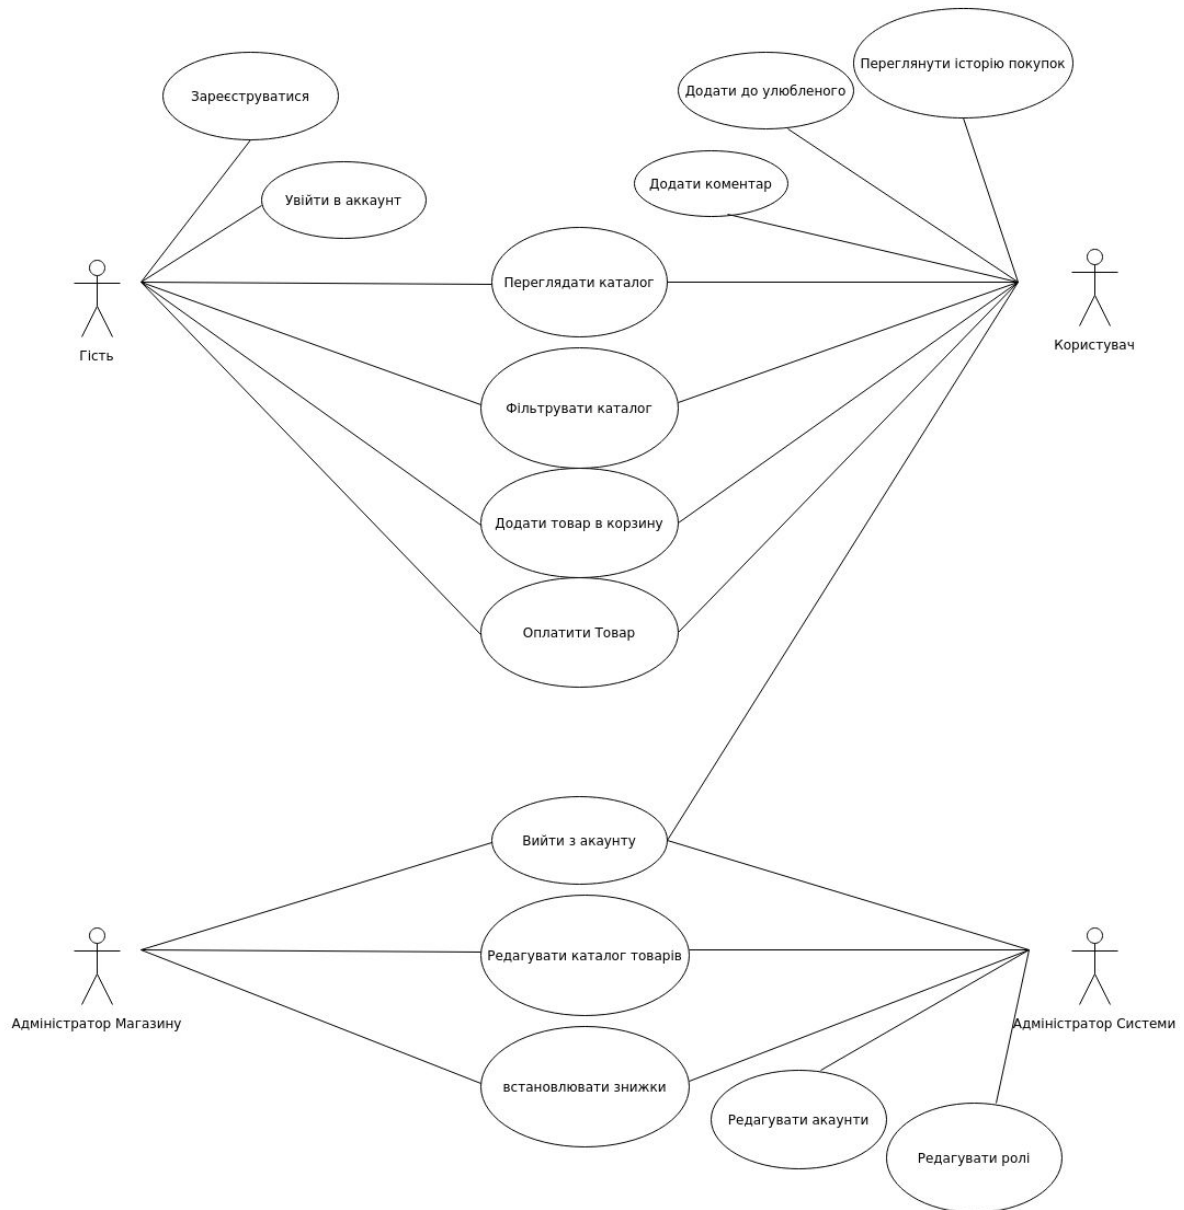 Переглянути історію покупок
Додати до улюбленого
Зареєструватися
Додати коментар
Увійти в аккаунт
Переглядати каталог
Користувач
Гість
Фільтрувати каталог
Додати товар в корзину
Оплатити Товар
Вийти з акаунту
Редагувати каталог товарів
Адміністратор Магазину
Адміністратор Системи
встановлювати знижки
Редагувати акаунти
Редагувати ролі